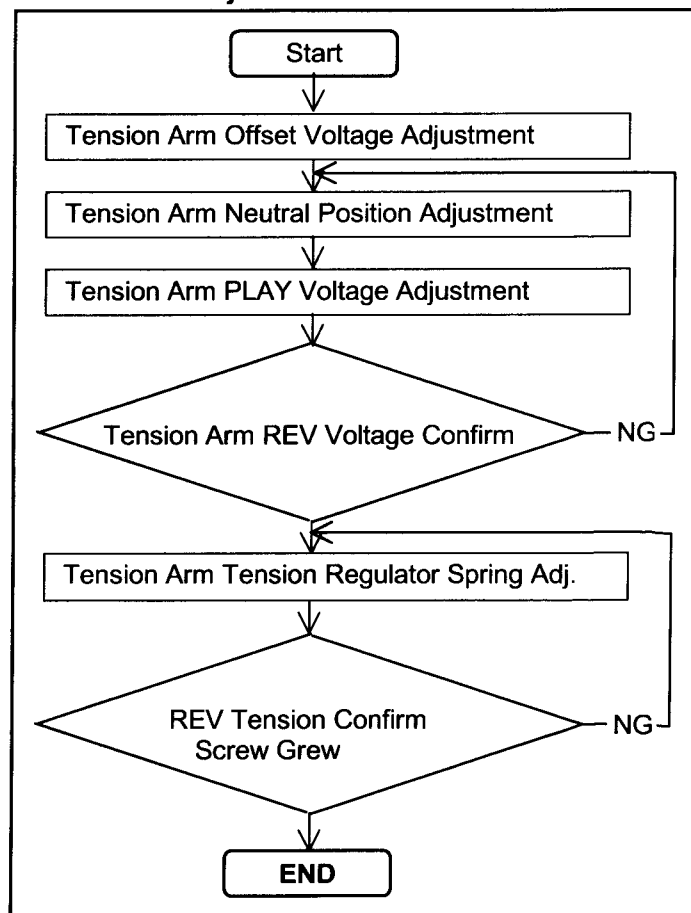 Start
Tension Arm Offset Voltage Adjustment
Tension Arm Neutral Position Adjustment
Tension Arm PLAY Voltage Adjustment
Tension Arm REV Voltage Confirm
NG
Tension Arm Tension Regulator Spring Adj.
REV Tension Confirm
Screw Grew
NG
END